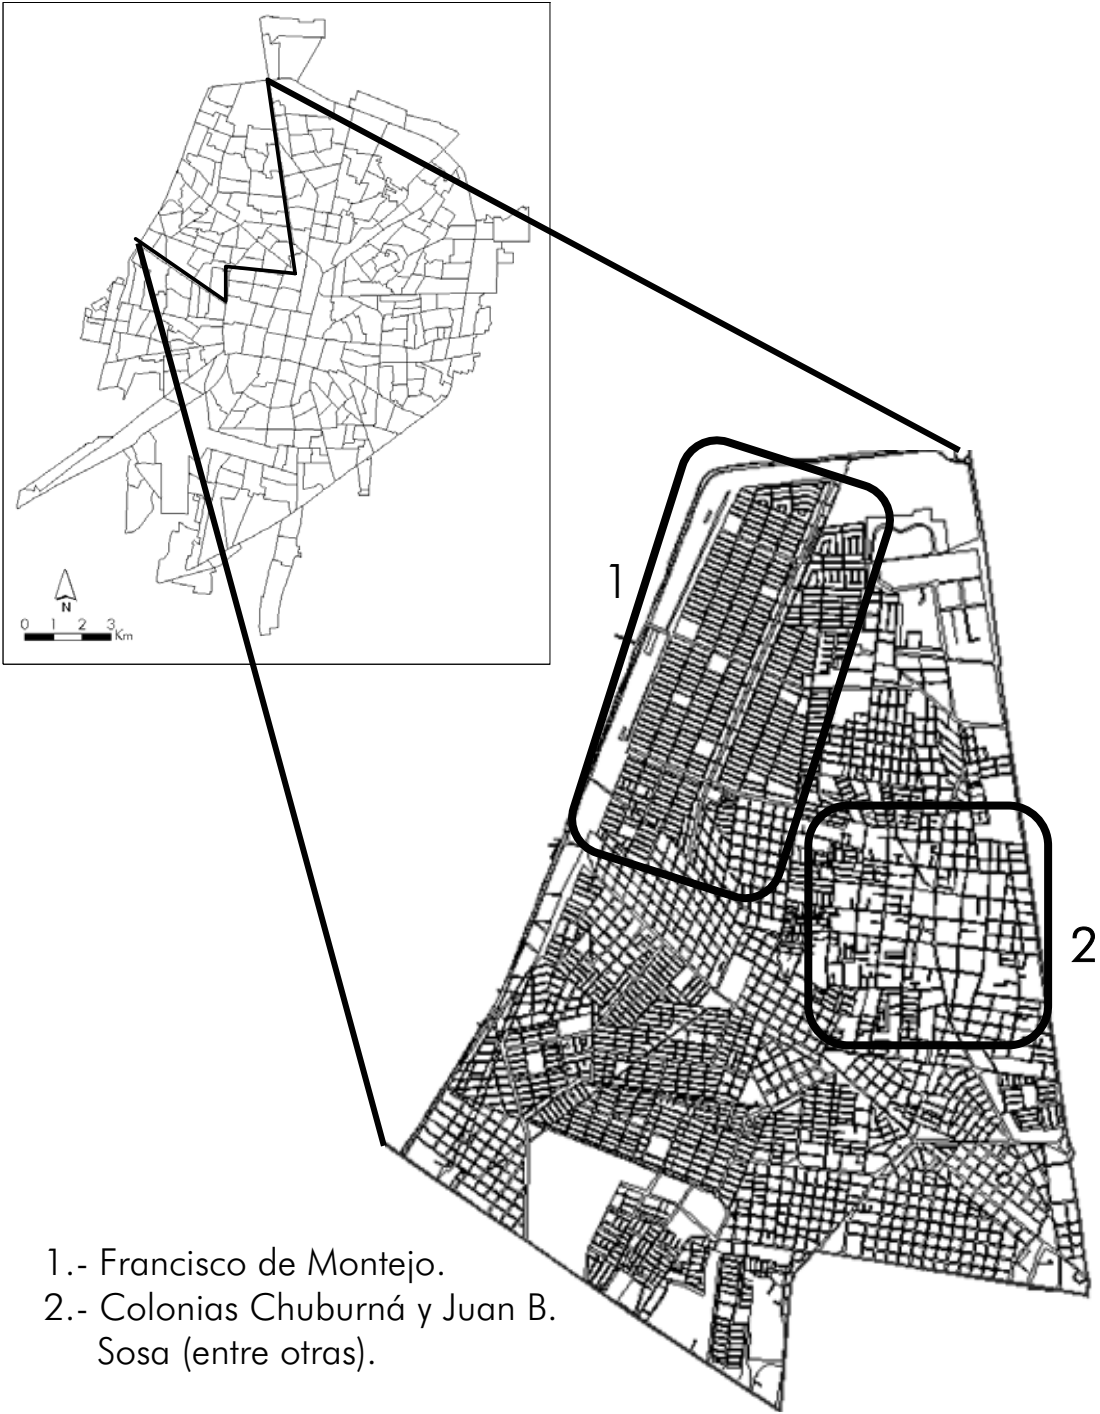 N
0 1 2 3
Km
1
2
1.- Francisco de Montejo.
2.- Colonias Chuburná y Juan B.
Sosa (entre otras).